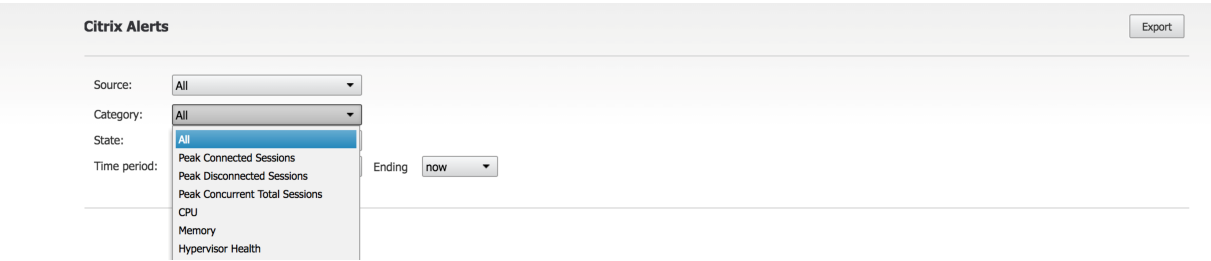 Citrix Alerts
Export
Source: All
Category: All
State:
All
Time period:
Peak Connected Sessions
Ending now
Peak Disconnected Sessions
Peak Concurrent Total Sessions
CPU
Memory
Hypervisor Health